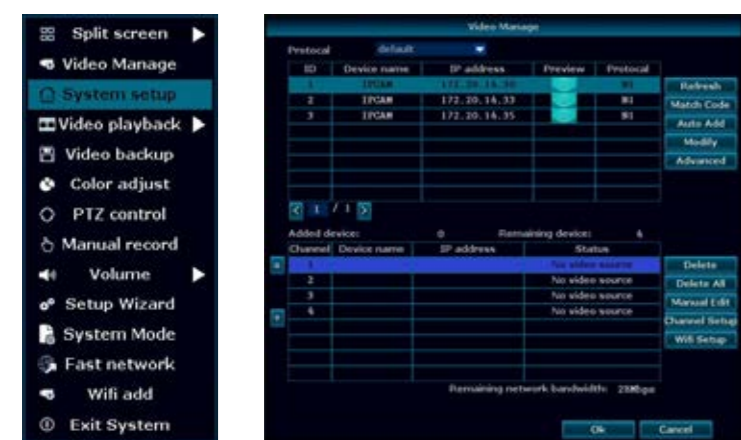 Split screen
Video Manage
System setup
Video playback
Video backup
Color adjust
PTZ control
Manual record
Volume
Setup Wizard
System Mode
Fast network
Wifi add
Exit System
Video Manage
Protocal default
ID Device name IP address Preview Protocal
1 IPCAM N1
2 IPCAM 172.20.14.33 N1
3 IPCAM 172.20.14.35 N1
Refresh
Match Code
Auto Add
Modify
Advanced
< 1 / 1 >
Added device: 0 Remaining device: 4
Channel Device name IP address Status
1 No video source
2 No video source
3 No video source
4 No video source
Delete
Delete All
Manual Edit
Channel Setup
Wifi Setup
Remaining network bandwidth:
Ok Cancel